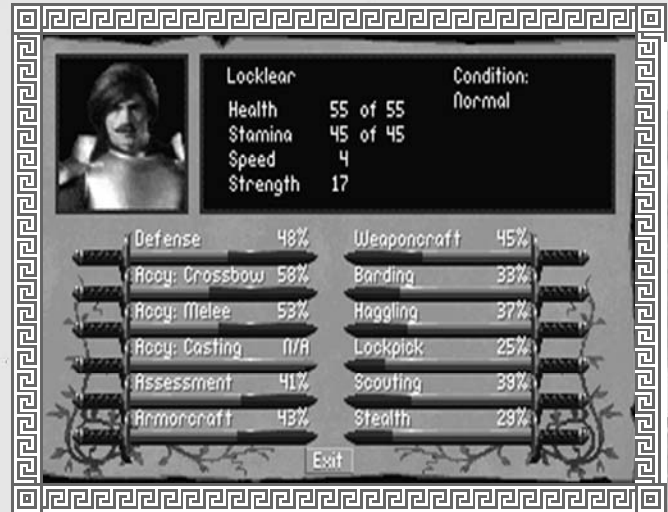 Locklear
Condition:
Normal
Health 55 of 55
Stamina 45 of 45
Speed 4
Strength 17
Defense 48%
Accy: Crossbow 58%
Accy: Melee 53%
Accy: Casting N/A
Assessment 41%
Armorcraft 43%
Weaponcraft 45%
Barding 33%
Haggling 37%
Lockpick 25%
Scouting 39%
Stealth 29%
Exit